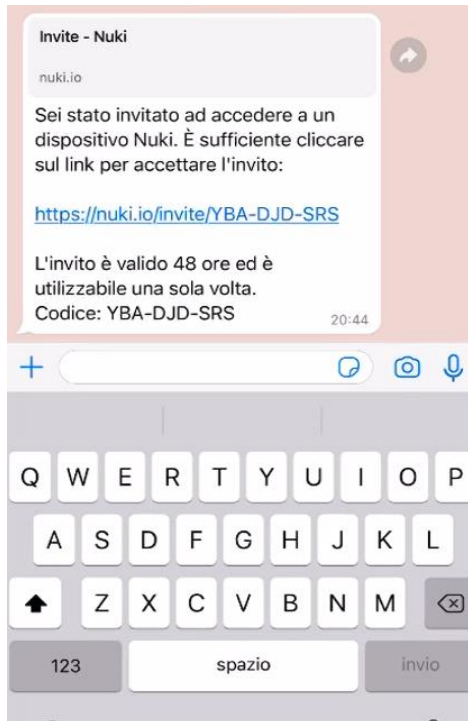 Invite - Nuki
nuki.io
Sei stato invitato ad accedere a un
dispositivo Nuki. È sufficiente cliccare
sul link per accettare l'invito:
https://nuki.io/invite/YBA-DJD-SRS
L'invito è valido 48 ore ed è
utilizzabile una sola volta.
Codice: YBA-DJD-SRS
20:44
Q W E R T Y U I O P
A S D F G H J K L
Z X C V B N M
123 spazio invio